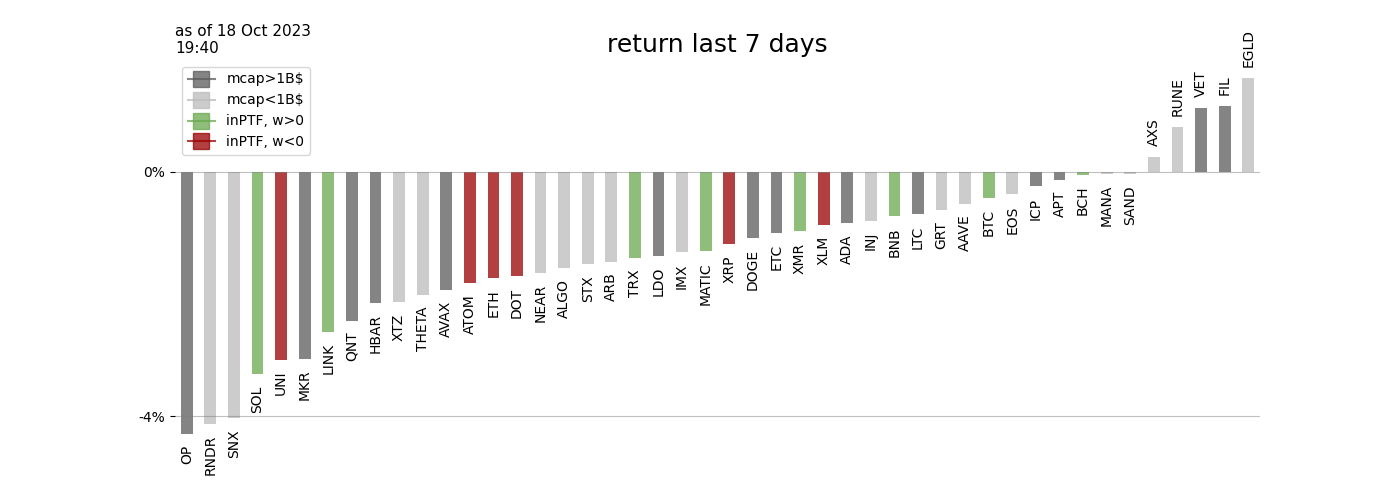 as of 18 Oct 2023
19:40
return last 7 days
mcap>1B$
mcap<1B$
inPTF, w>0
inPTF, w<0
0%
-4%
OP
RNDR
SNX
SOL
UNI
MKR
LINK
QNT
HBAR
XTZ
THETA
AVAX
ATOM
ETH
DOT
NEAR
ALGO
STX
ARB
TRX
LDO
IMX
MATIC
XRP
DOGE
ETC
XMR
XLM
ADA
INJ
BNB
LTC
GRT
AAVE
BTC
EOS
ICP
APT
BCH
MANA
SAND
AXS
RUNE
VET
FIL
EGLD